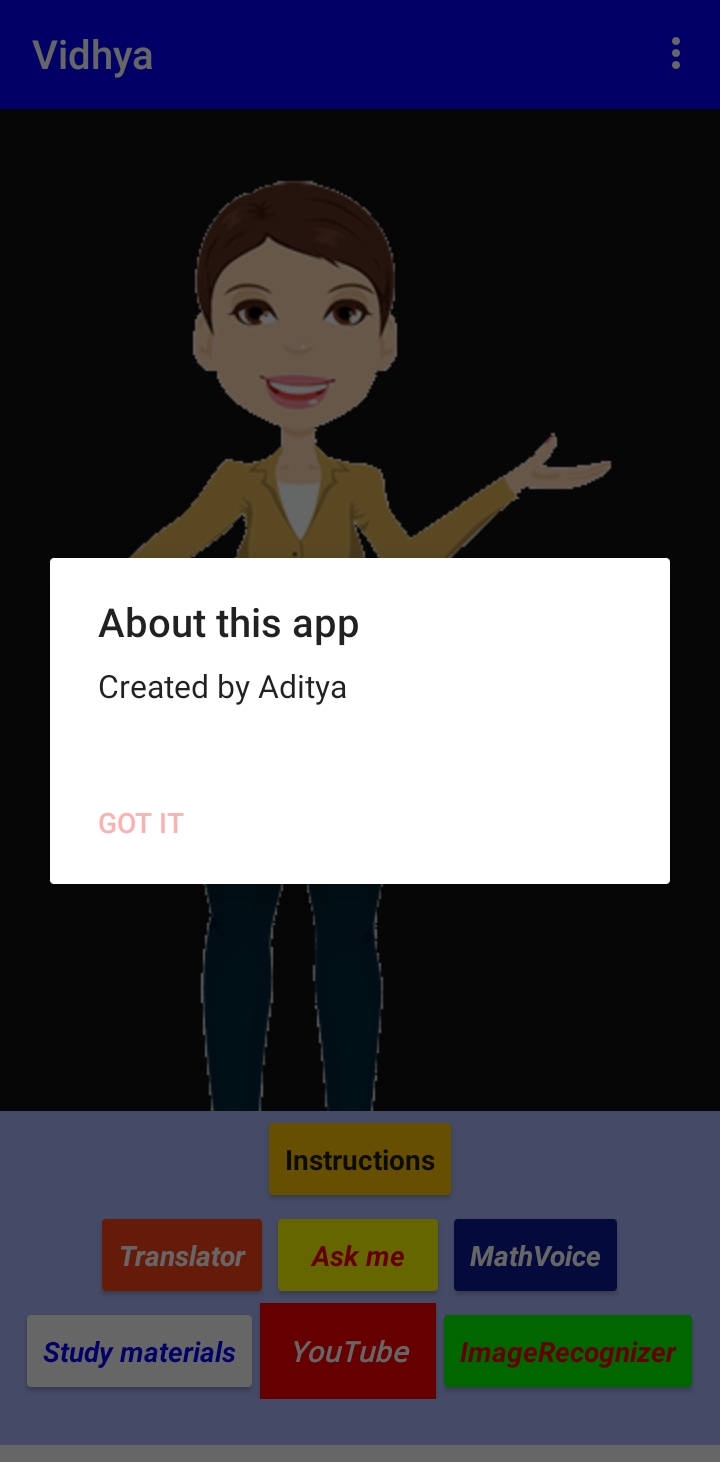 Vidhya
About this app
Created by Aditya
GOT IT
Instructions
Translator Ask me MathVoice
Study materials YouTube ImageRecognizer